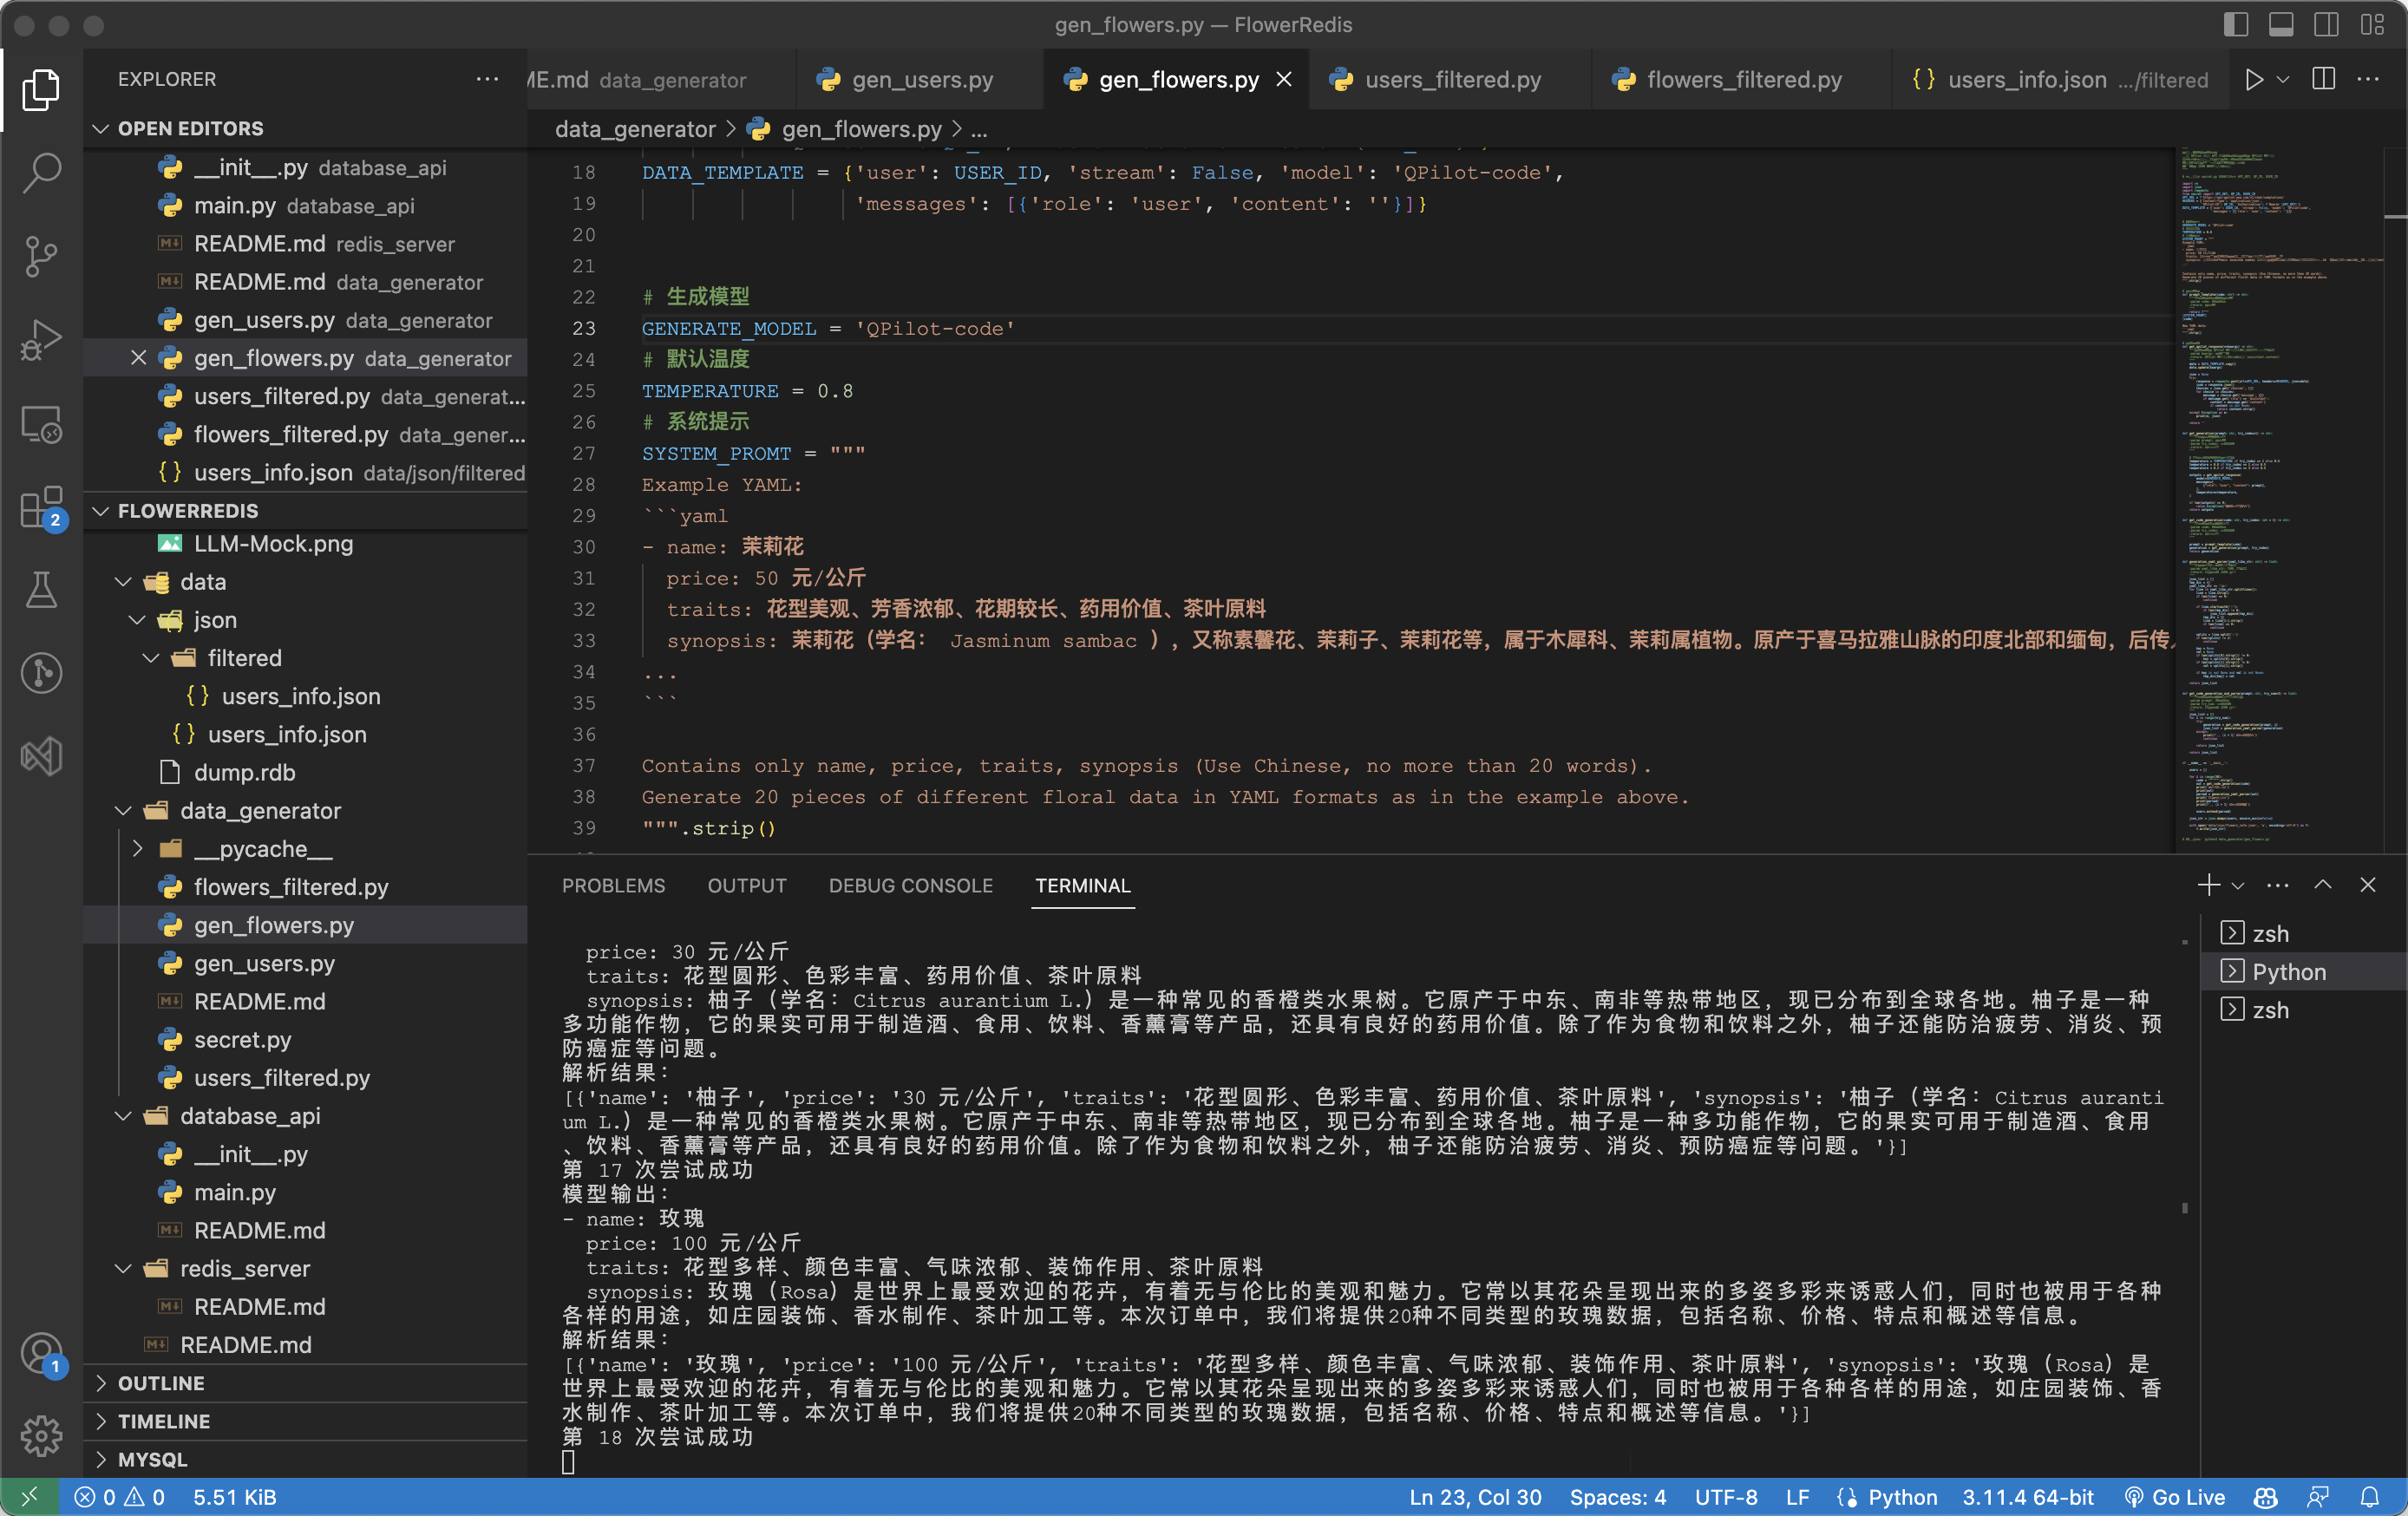 gen_flowers.py — FlowerRedis
EXPLORER
OPEN EDITORS
__init__.py database_api
main.py database_api
README.md redis_server
README.md data_generator
gen_users.py data_generator
gen_flowers.py data_generator
users_filtered.py data_generat...
flowers_filtered.py data_gener...
users_info.json data/json/filtered
FLOWERREDIS
LLM-Mock.png
data
json
filtered
users_info.json
users_info.json
dump.rdb
data_generator
__pycache__
flowers_filtered.py
gen_flowers.py
gen_users.py
README.md
secret.py
users_filtered.py
database_api
__init__.py
main.py
README.md
redis_server
README.md
README.md
OUTLINE
TIMELINE
MYSQL
2
1
ME.md data_generator
gen_users.py
gen_flowers.py
users_filtered.py
flowers_filtered.py
users_info.json .../filtered
data_generator > gen_flowers.py > ...
18 DATA_TEMPLATE = {'user': USER_ID, 'stream': False, 'model': 'QPilot-code',
19 'messages': [{'role': 'user', 'content': ''}]}
20
21
22 # 生成模型
23 GENERATE_MODEL = 'QPilot-code'
24 # 默认温度
25 TEMPERATURE = 0.8
26 # 系统提示
27 SYSTEM_PROMT = """
28 Example YAML:
29 ```yaml
30 - name: 茉莉花
31 price: 50 元/公斤
32 traits: 花型美观、芳香浓郁、花期较长、药用价值、茶叶原料
33 synopsis: 茉莉花（学名： Jasminum sambac ），又称素馨花、茉莉子、茉莉花等，属于木犀科、茉莉属植物。原产于喜马拉雅山脉的印度北部和缅甸，后传
34 ...
35 ```
36
37 Contains only name, price, traits, synopsis (Use Chinese, no more than 20 words).
38 Generate 20 pieces of different floral data in YAML formats as in the example above.
39 """.strip()
PROBLEMS OUTPUT DEBUG CONSOLE TERMINAL
price: 30 元/公斤
traits: 花型圆形、色彩丰富、药用价值、茶叶原料
synopsis: 柚子（学名：Citrus aurantium L.）是一种常见的香橙类水果树。它原产于中东、南非等热带地区，现已分布到全球各地。柚子是一种
多功能作物，它的果实可用于制造酒、食用、饮料、香薰膏等产品，还具有良好的药用价值。除了作为食物和饮料之外，柚子还能防治疲劳、消炎、预
防癌症等问题。
解析结果：
[{'name': '柚子', 'price': '30 元/公斤', 'traits': '花型圆形、色彩丰富、药用价值、茶叶原料', 'synopsis': '柚子（学名：Citrus auranti
um L.）是一种常见的香橙类水果树。它原产于中东、南非等热带地区，现已分布到全球各地。柚子是一种多功能作物，它的果实可用于制造酒、食用
、饮料、香薰膏等产品，还具有良好的药用价值。除了作为食物和饮料之外，柚子还能防治疲劳、消炎、预防癌症等问题。'}]
第 17 次尝试成功
模型输出：
- name: 玫瑰
price: 100 元/公斤
traits: 花型多样、颜色丰富、气味浓郁、装饰作用、茶叶原料
synopsis: 玫瑰（Rosa）是世界上最受欢迎的花卉，有着无与伦比的美观和魅力。它常以其花朵呈现出来的多姿多彩来诱惑人们，同时也被用于各种
各样的用途，如庄园装饰、香水制作、茶叶加工等。本次订单中，我们将提供20种不同类型的玫瑰数据，包括名称、价格、特点和概述等信息。
解析结果：
[{'name': '玫瑰', 'price': '100 元/公斤', 'traits': '花型多样、颜色丰富、气味浓郁、装饰作用、茶叶原料', 'synopsis': '玫瑰（Rosa）是
世界上最受欢迎的花卉，有着无与伦比的美观和魅力。它常以其花朵呈现出来的多姿多彩来诱惑人们，同时也被用于各种各样的用途，如庄园装饰、香
水制作、茶叶加工等。本次订单中，我们将提供20种不同类型的玫瑰数据，包括名称、价格、特点和概述等信息。'}]
第 18 次尝试成功
zsh
Python
zsh
0 0 5.51 KiB
Ln 23, Col 30 Spaces: 4 UTF-8 LF Python 3.11.4 64-bit Go Live